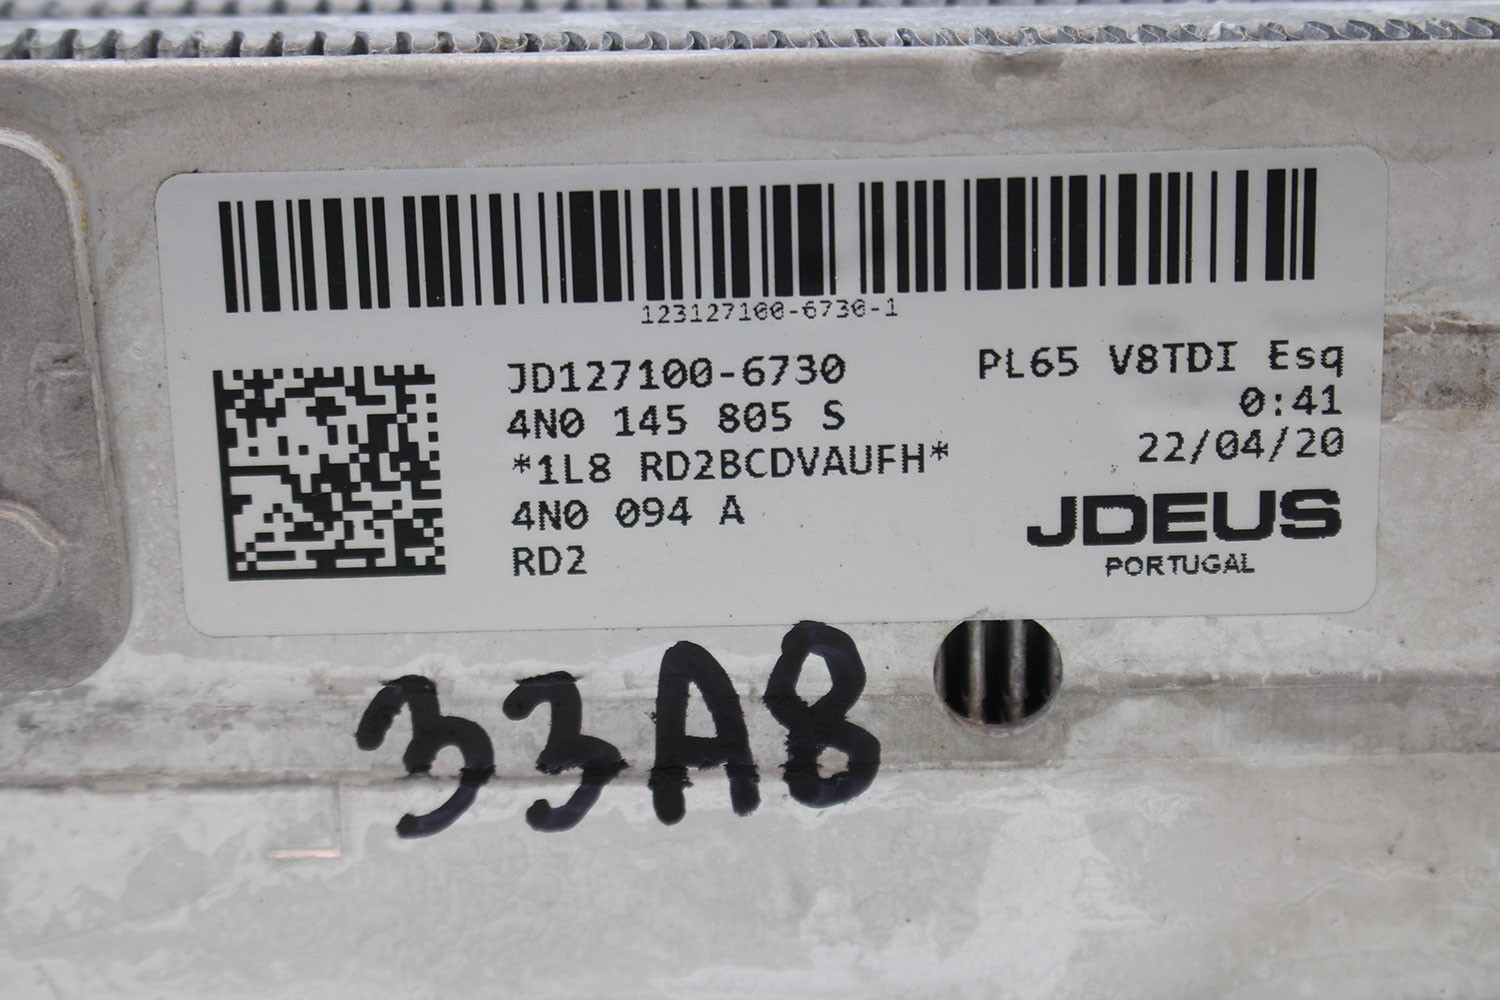 123127100-6730-1
JD127100-6730
4N0 145 805 S
*1L8 RD2BCDVAUFH*
4N0 094 A
RD2
PL65 V8TDI Esq
0:41
22/04/20
JDEUS
PORTUGAL
33A8